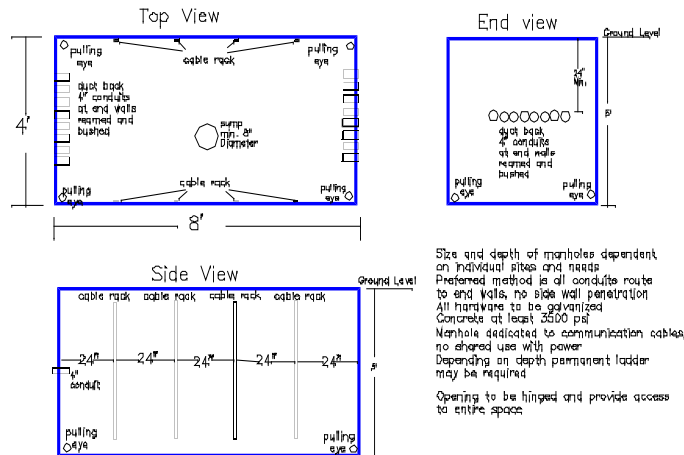 Top View
pulling
eye
cable rack
pulling
eye
duct back
4" conduits
at end walls
reamed and
bushed
sump
min. 8"
Diameter
4'
pulling
eye
cable rack
pulling
eye
8'
End view
Ground Level
24"
Min.
duct back
4" conduits
at end walls
reamed and
bushed
pulling
eye
pulling
eye
Side View
Ground Level
cable rack cable rack cable rack cable rack
24" 24" 24" 24" 24"
4"
conduit
pulling
eye
pulling
eye
Size and depth of manholes dependent
on individual sites and needs
Preferred method is all conduits route
to end walls, no side wall penetration
All hardware to be galvanized
Concrete at least 3500 psi
Manhole dedicated to communication cables,
no shared use with power
Depending on depth permanent ladder
may be required
Opening to be hinged and provide access
to entire space